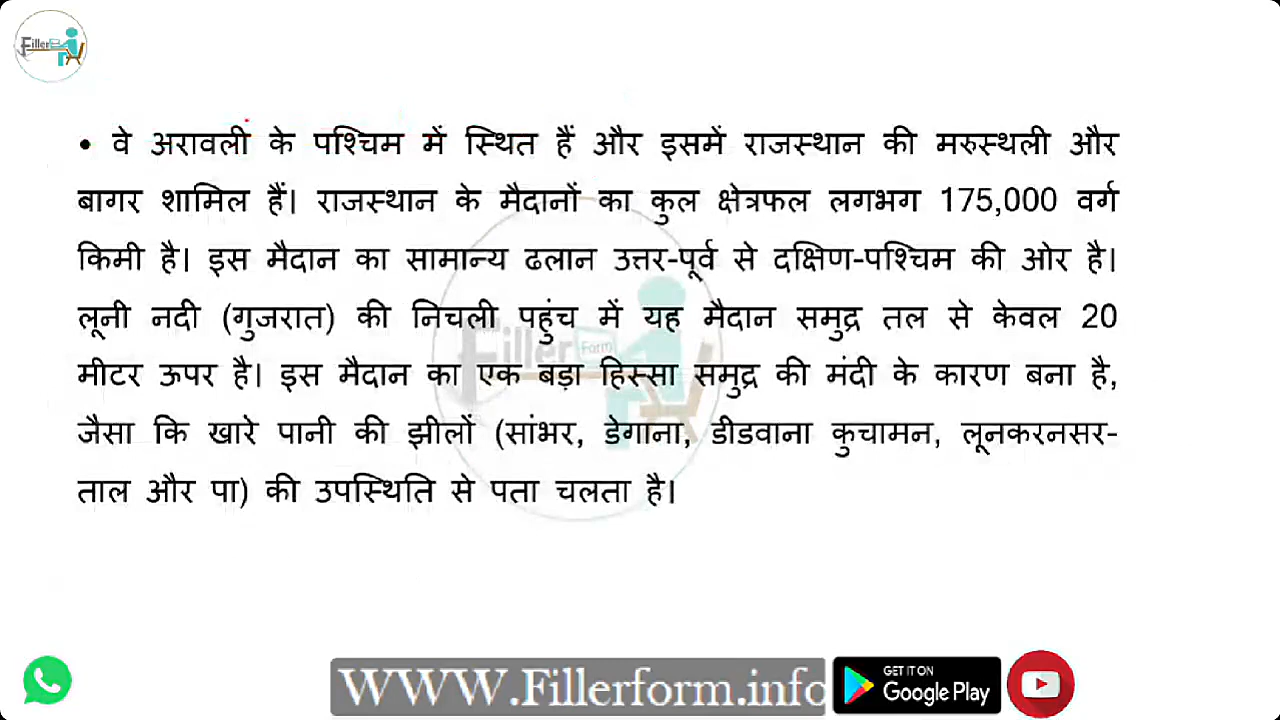 Filler
• वे अरावली के पश्चिम में स्थित हैं और इसमें राजस्थान की मरुस्थली और
बागर शामिल हैं। राजस्थान के मैदानों का कुल क्षेत्रफल लगभग 175,000 वर्ग
किमी है। इस मैदान का सामान्य ढलान उत्तर-पूर्व से दक्षिण-पश्चिम की ओर है।
लूनी नदी (गुजरात) की निचली पहुंच में यह मैदान समुद्र तल से केवल 20
मीटर ऊपर है। इस मैदान का एक बड़ा हिस्सा समुद्र की मंदी के कारण बना है,
जैसा कि खारे पानी की झीलों (सांभर, डेगाना, डीडवाना कुचामन, लूनकरनसर-
ताल और पा) की उपस्थिति से पता चलता है।
Filler Form
WWW.Fillerform.info
GET IT ON
Google Play